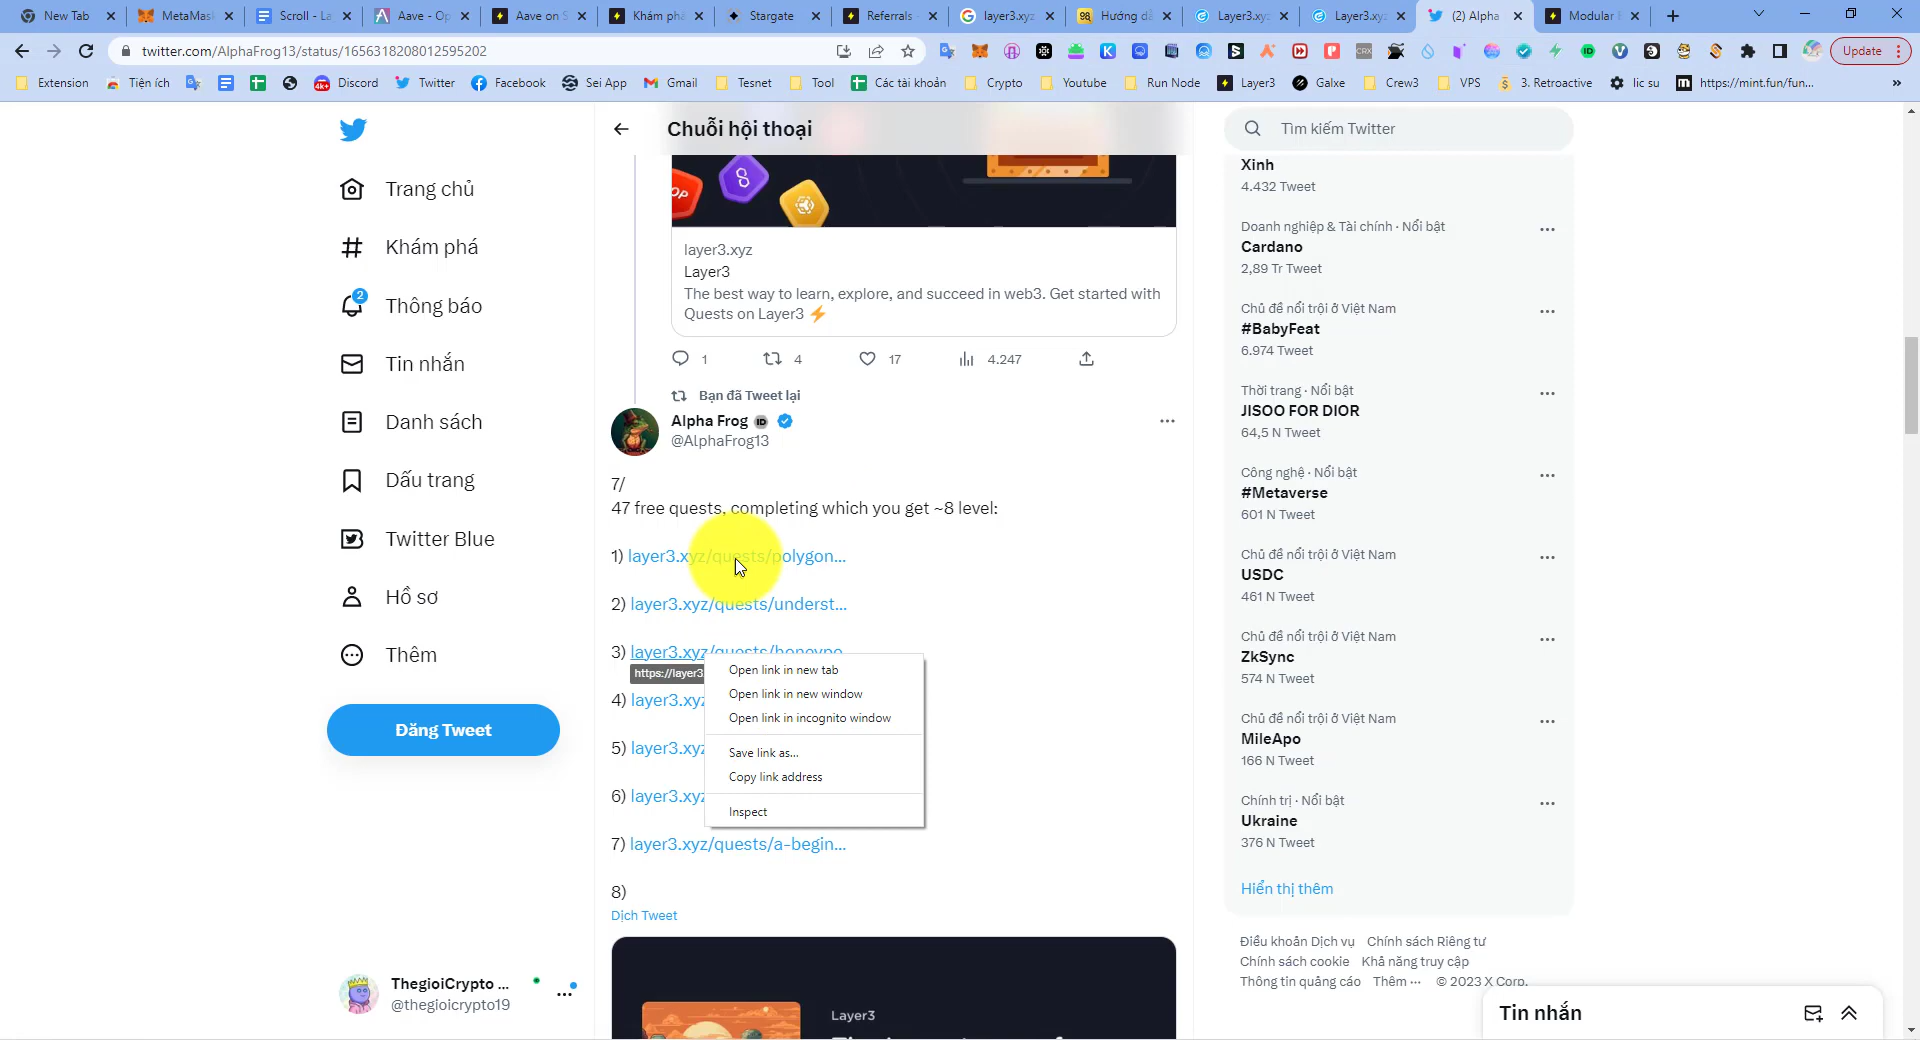 New Tab
MetaMas
Scroll - La
Aave - Op
Aave on S
Khám phá
Stargate
Referrals
layer3.xyz
Hướng dẫ
Layer3.xyz
Layer3.xyz
(2) Alpha
Modular
twitter.com/AlphaFrog13/status/1656318208012595202
Update
Extension
Tiện ích
Discord
Twitter
Facebook
Sei App
Gmail
Tesnet
Tool
Các tài khoản
Crypto
Youtube
Run Node
Layer3
Galxe
Crew3
VPS
3. Retroactive
lic su
https://mint.fun/fun...
Trang chủ
Khám phá
2
Thông báo
Tin nhắn
Danh sách
Dấu trang
Twitter Blue
Hồ sơ
Thêm
Đăng Tweet
ThegioiCrypto ...
@thegioicrypto19
Chuỗi hội thoại
layer3.xyz
Layer3
The best way to learn, explore, and succeed in web3. Get started with
Quests on Layer3 ⚡
1 4 17 4.247
Bạn đã Tweet lại
Alpha Frog
@AlphaFrog13
7/
47 free quests, completing which you get ~8 level:
1) layer3.xyz/quests/polygon...
2) layer3.xyz/quests/underst...
3) layer3.xyz/quests/honeypo...
https://layer3
4) layer3.xyz
5) layer3.xyz
6) layer3.xyz
7) layer3.xyz/quests/a-begin...
8)
Dịch Tweet
Layer3
Open link in new tab
Open link in new window
Open link in incognito window
Save link as...
Copy link address
Inspect
Tìm kiếm Twitter
Xinh
4.432 Tweet
Doanh nghiệp & Tài chính · Nổi bật
Cardano
2,89 Tr Tweet
Chủ đề nổi trội ở Việt Nam
#BabyFeat
6.974 Tweet
Thời trang · Nổi bật
JISOO FOR DIOR
64,5 N Tweet
Công nghệ · Nổi bật
#Metaverse
601 N Tweet
Chủ đề nổi trội ở Việt Nam
USDC
461 N Tweet
Chủ đề nổi trội ở Việt Nam
ZkSync
574 N Tweet
Chủ đề nổi trội ở Việt Nam
MileApo
166 N Tweet
Chính trị · Nổi bật
Ukraine
376 N Tweet
Hiển thị thêm
Điều khoản Dịch vụ Chính sách Riêng tư
Chính sách cookie Khả năng truy cập
Thông tin quảng cáo Thêm ··· © 2023 X Corp.
Tin nhắn